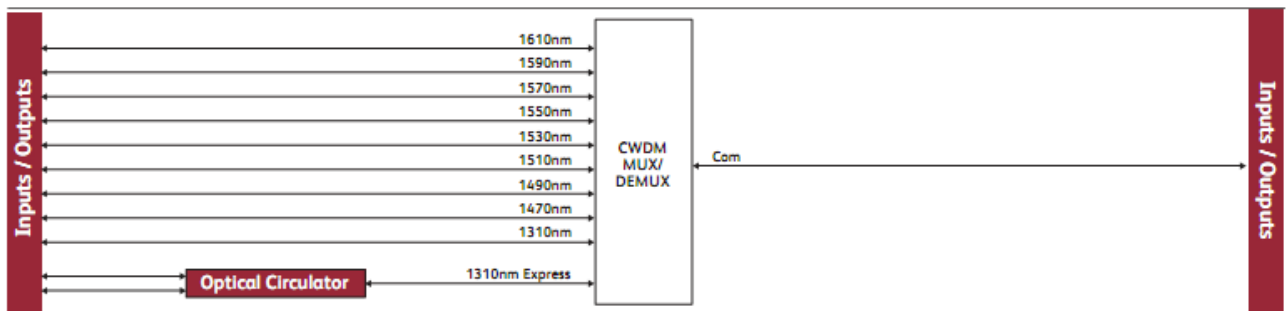 Inputs / Outputs
1610nm
1590nm
1570nm
1550nm
1530nm
1510nm
1490nm
1470nm
1310nm
1310nm Express
Optical Circulator
CWDM
MUX/
DEMUX
Com
Inputs / Outputs